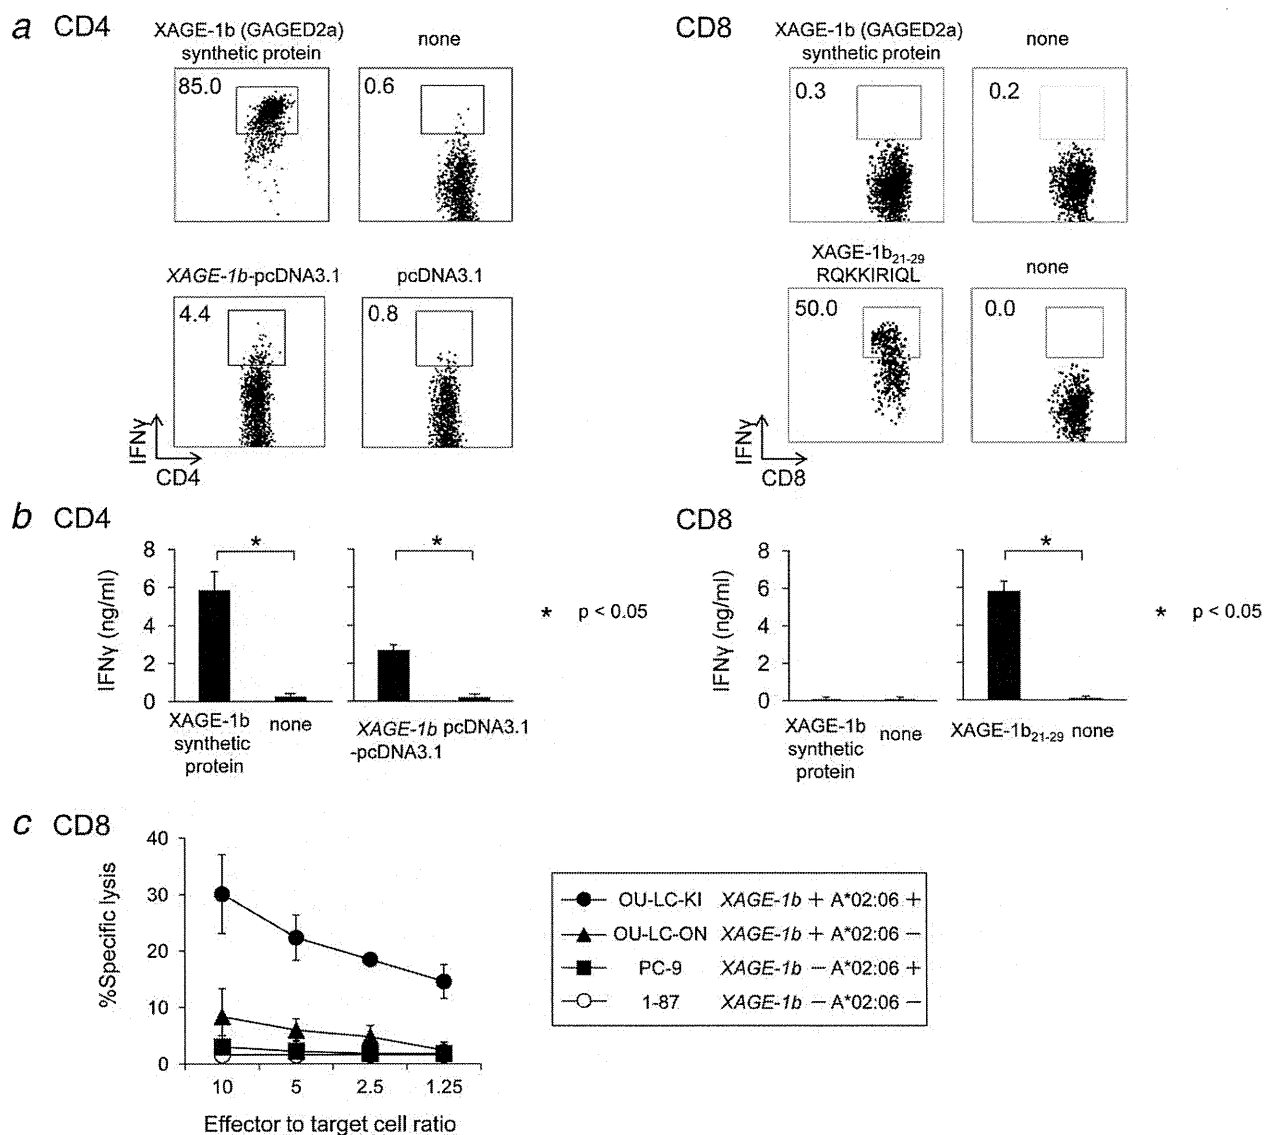 a CD4
XAGE-1b (GAGED2a)
synthetic protein
none
85.0
0.6
XAGE-1b-pcDNA3.1
pcDNA3.1
4.4
0.8
IFNγ
CD4
CD8
XAGE-1b (GAGED2a)
synthetic protein
none
0.3
0.2
XAGE-1b21-29
RQKKIRIQL
none
50.0
0.0
IFNγ
CD8
b CD4
IFNγ (ng/ml)
8
6
4
2
0
*
*
* p < 0.05
XAGE-1b
synthetic
protein
none
XAGE-1b
-pcDNA3.1
pcDNA3.1
CD8
IFNγ (ng/ml)
8
6
4
2
0
*
* p < 0.05
XAGE-1b
synthetic
protein
none
XAGE-1b21-29 none
c CD8
%Specific lysis
40
30
20
10
0
10 5 2.5 1.25
Effector to target cell ratio
OU-LC-KI XAGE-1b + A*02:06 +
OU-LC-ON XAGE-1b + A*02:06 −
PC-9 XAGE-1b − A*02:06 +
1-87 XAGE-1b − A*02:06 −